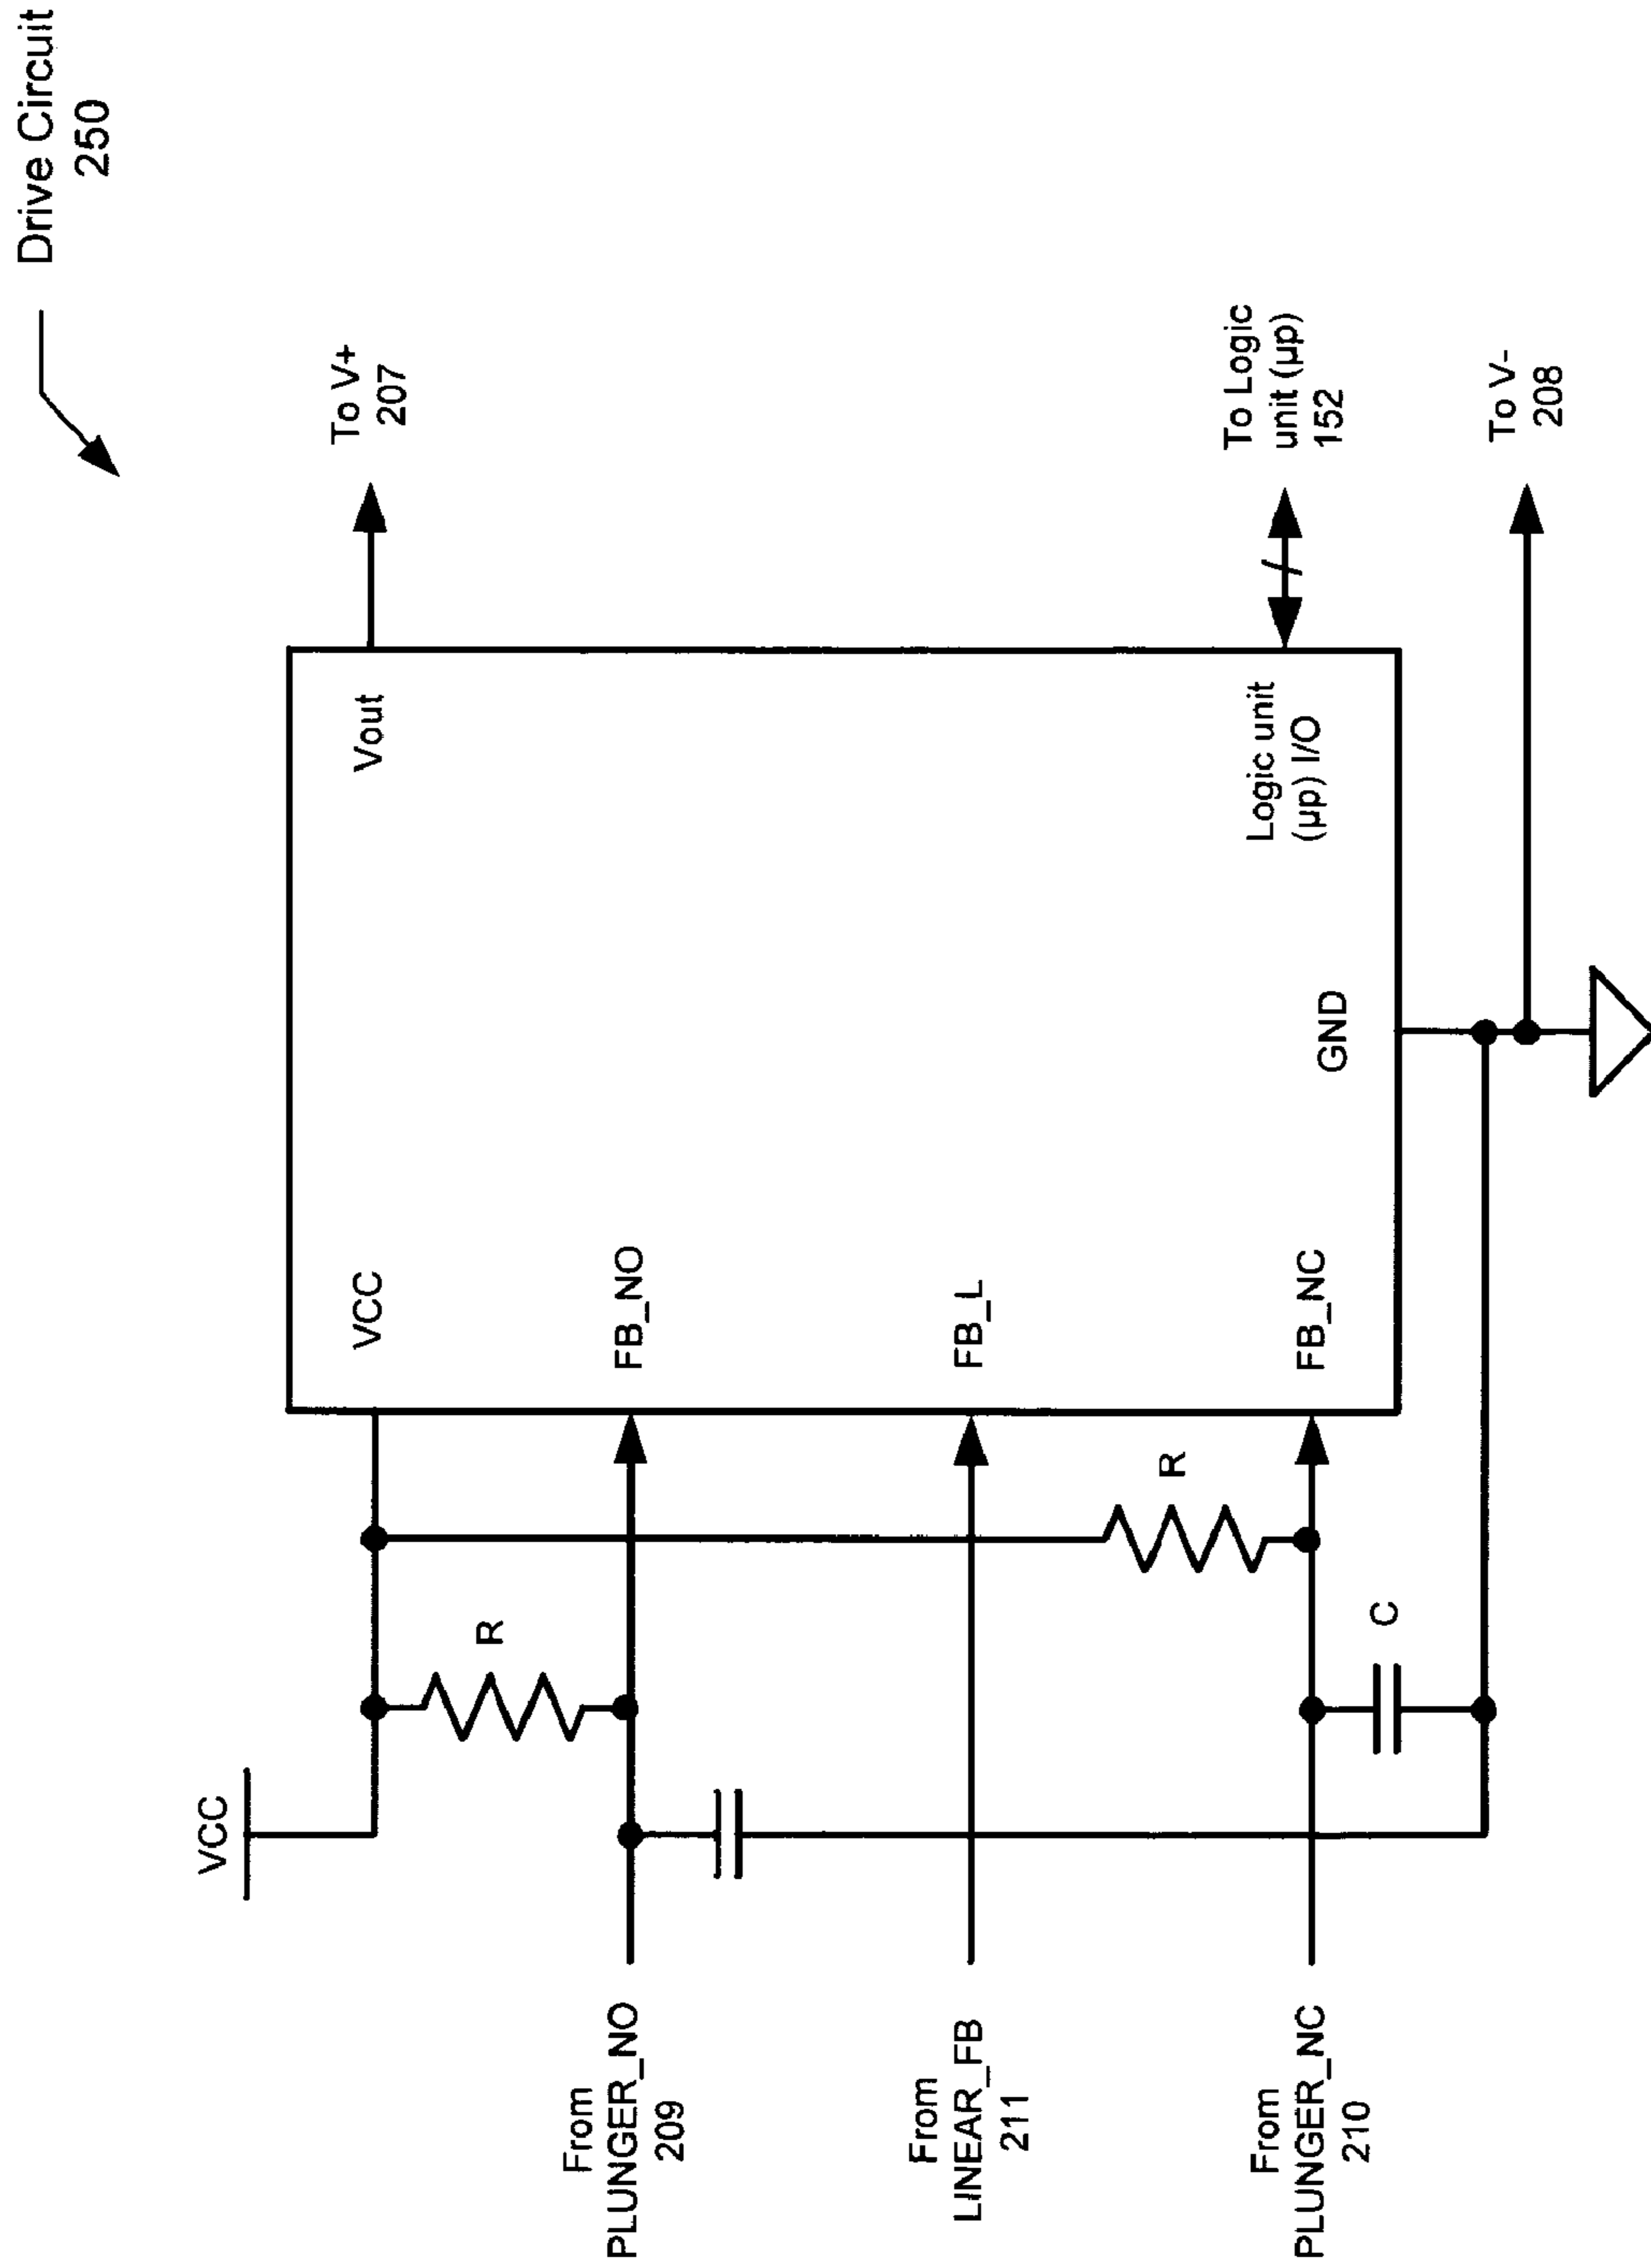 Drive Circuit
250
VCC
R
R
C
From
PLUNGER_NO
209
From
LINEAR_FB
211
From
PLUNGER_NC
210
VCC
FB_NO
FB_L
FB_NC
GND
Vout
Logic unit
(µp) I/O
To V+
207
To Logic
unit (µp)
152
To V-
208